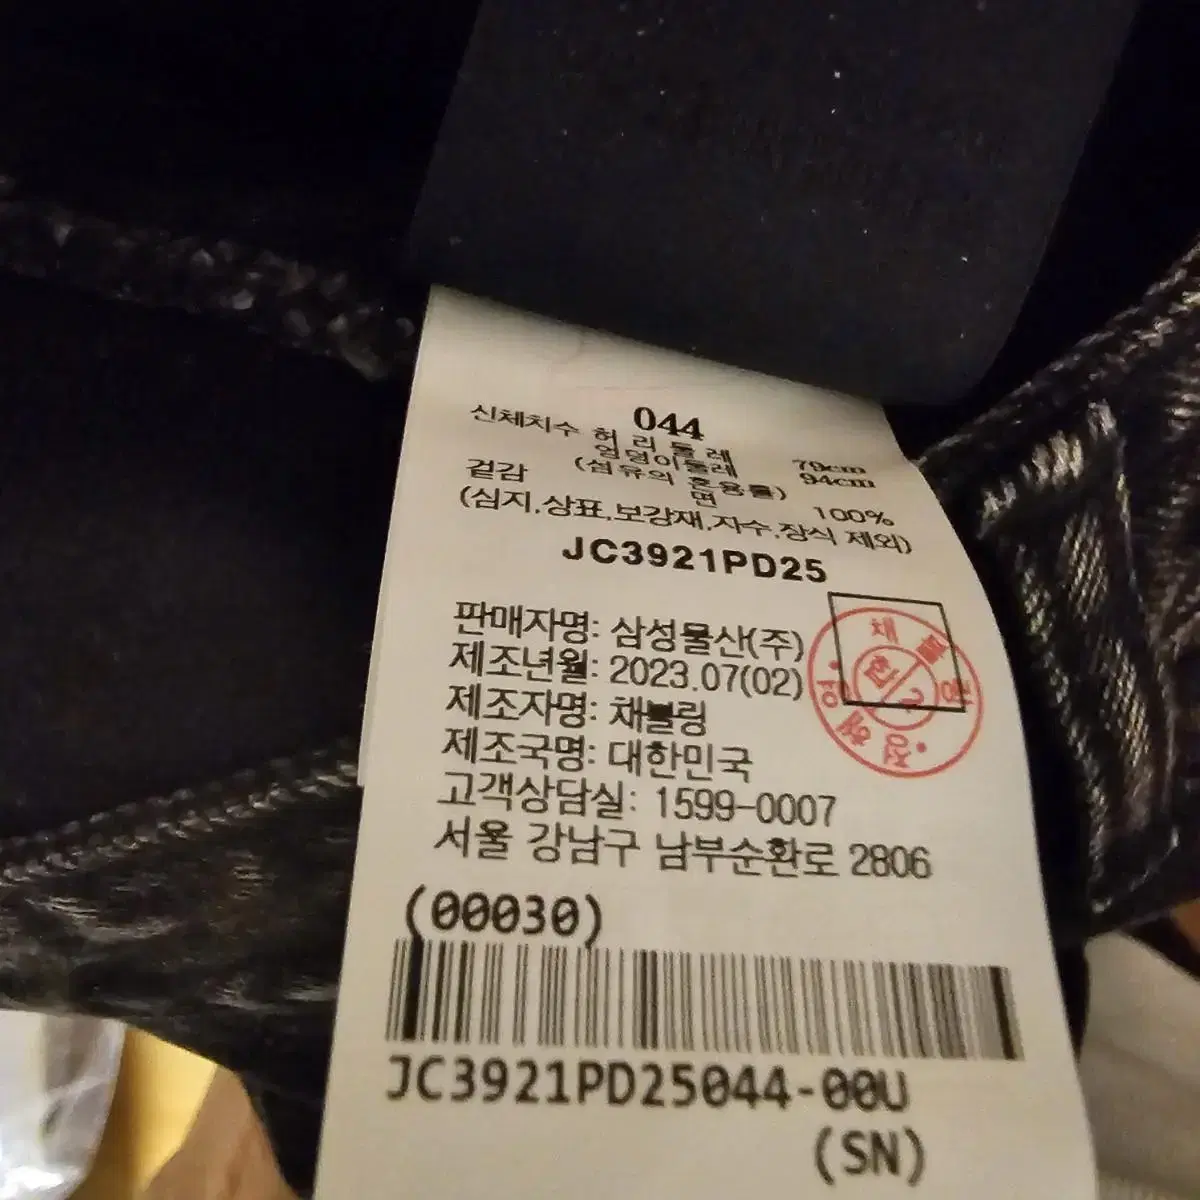 044
신체치수 허리둘레 79cm
엉덩이둘레 94cm
겉감 (섬유의 혼용률)
면 100%
(심지,상표,보강재,자수,장식 제외)
JC3921PD25
판매자명: 삼성물산(주)
제조년월: 2023.07(02)
제조자명: 채블링
제조국명: 대한민국
고객상담실: 1599-0007
서울 강남구 남부순환로 2806
(00030)
JC3921PD25044-00U
(SN)